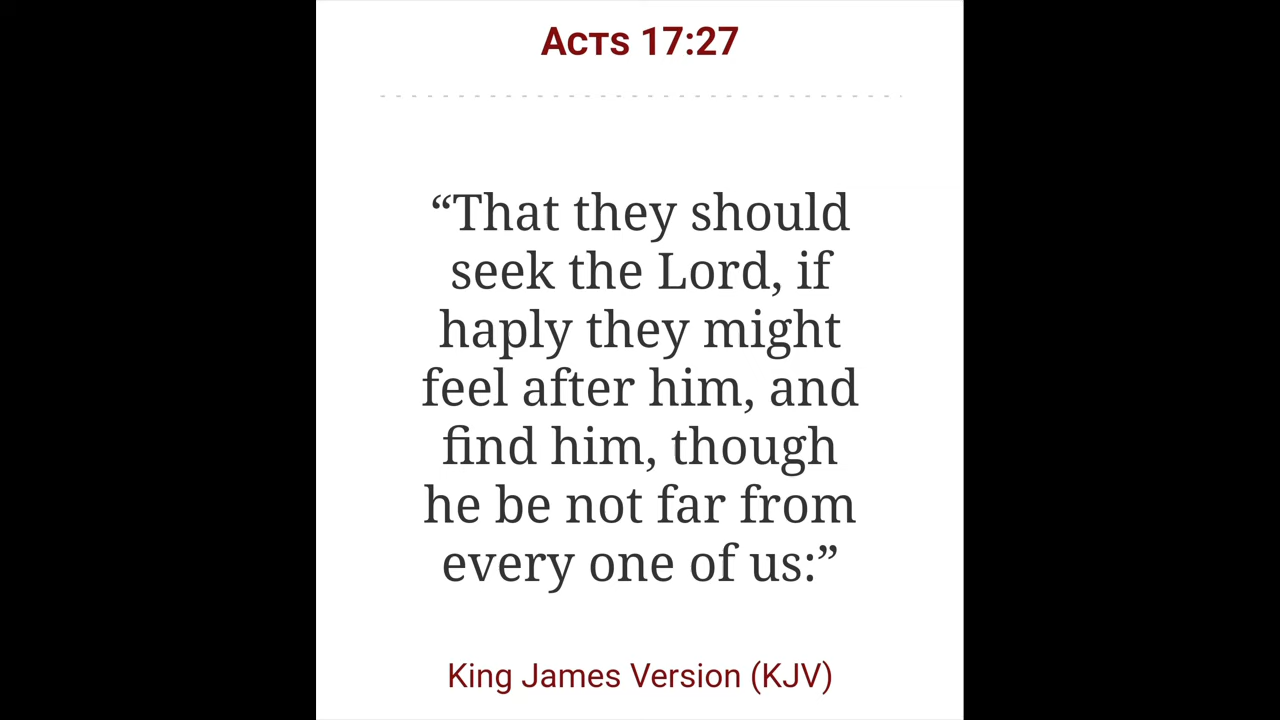 Acts 17:27
“That they should
seek the Lord, if
haply they might
feel after him, and
find him, though
he be not far from
every one of us:”
King James Version (KJV)